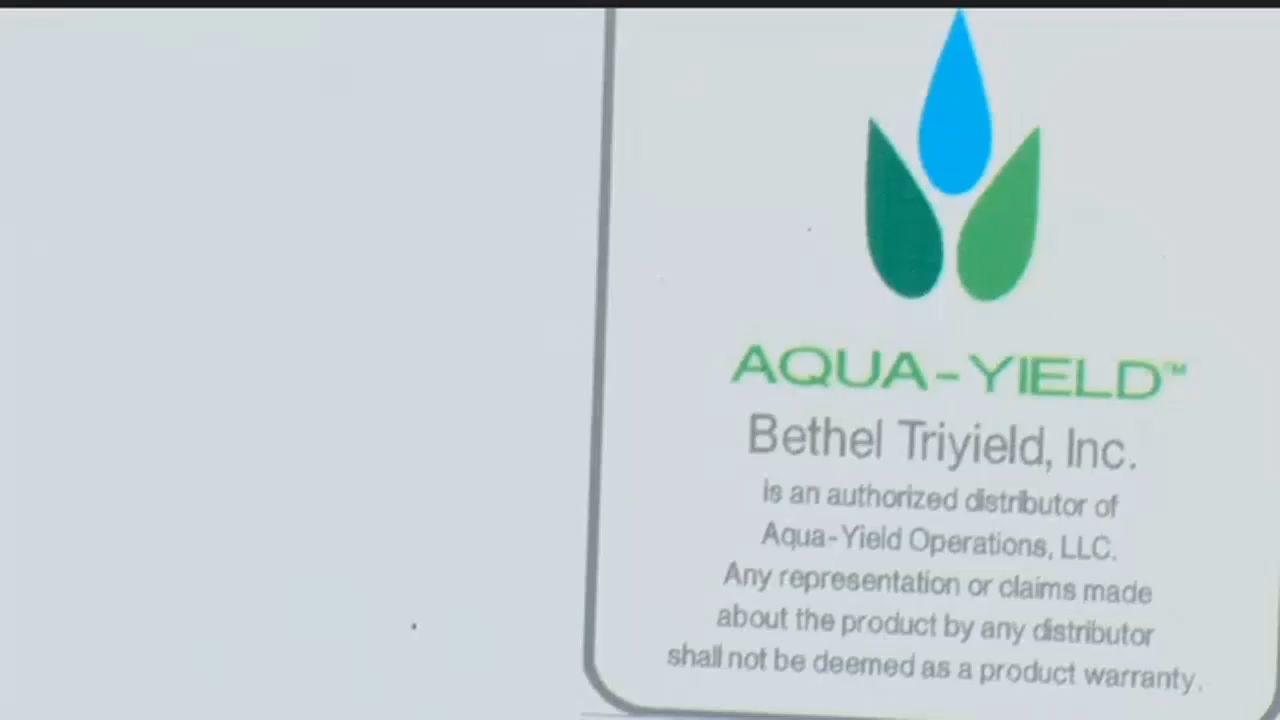 AQUA-YIELD™
Bethel Triyield, Inc.
is an authorized distributor of
Aqua-Yield Operations, LLC.
Any representation or claims made
about the product by any distributor
shall not be deemed as a product warranty.